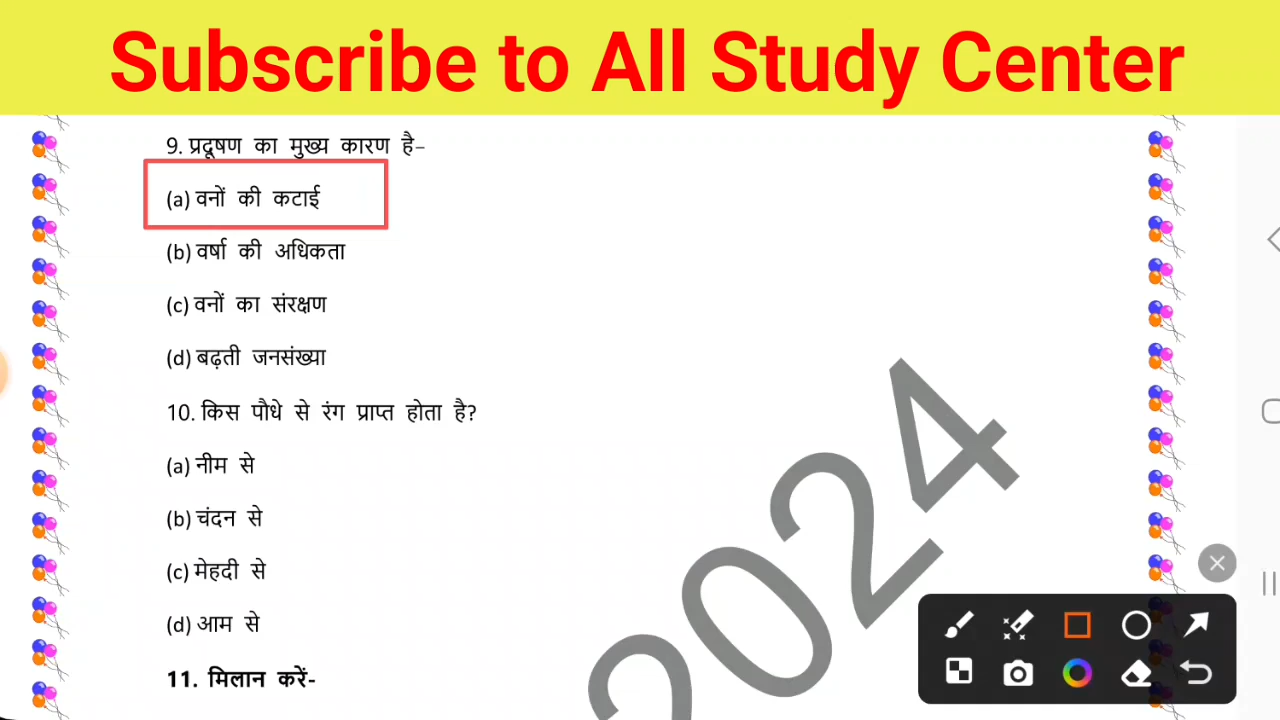 Subscribe to All Study Center
9. प्रदूषण का मुख्य कारण है-
(a) वनों की कटाई
(b) वर्षा की अधिकता
(c) वनों का संरक्षण
(d) बढ़ती जनसंख्या
10. किस पौधे से रंग प्राप्त होता है?
(a) नीम से
(b) चंदन से
(c) मेहदी से
(d) आम से
11. मिलान करें-
2024